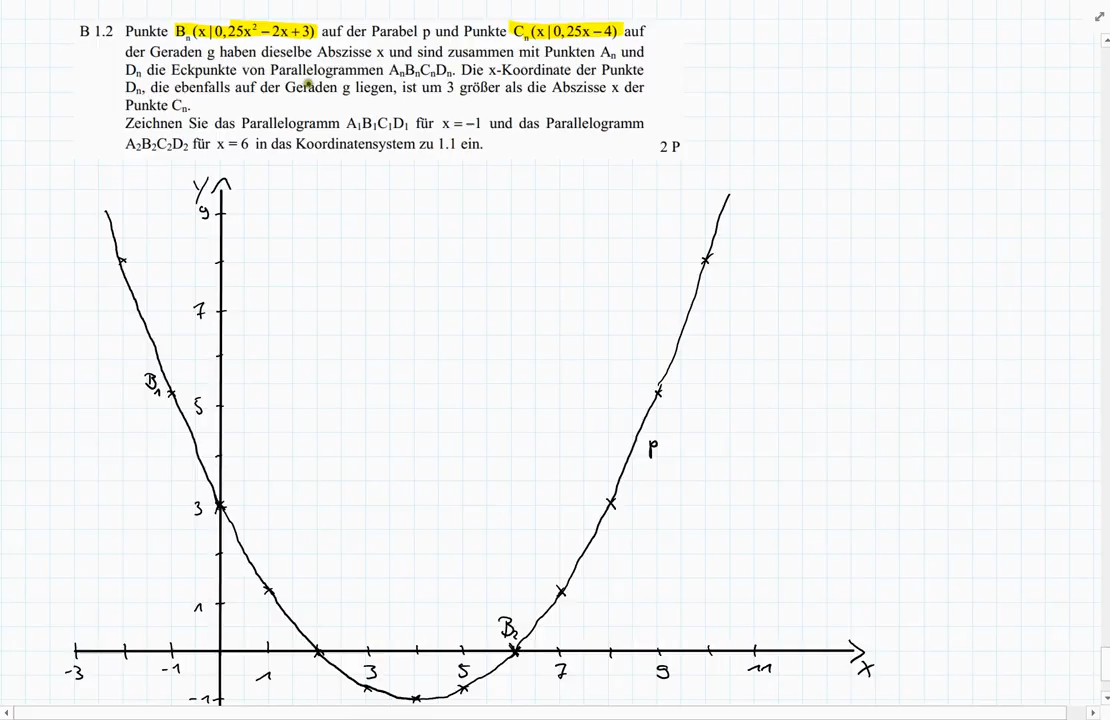 B 1.2 Punkte Bn (x | 0,25x² − 2x + 3) auf der Parabel p und Punkte Cn (x | 0,25x − 4) auf
der Geraden g haben dieselbe Abszisse x und sind zusammen mit Punkten An und
Dn die Eckpunkte von Parallelogrammen AnBnCnDn. Die x-Koordinate der Punkte
Dn, die ebenfalls auf der Geraden g liegen, ist um 3 größer als die Abszisse x der
Punkte Cn.
Zeichnen Sie das Parallelogramm A₁B₁C₁D₁ für x = −1 und das Parallelogramm
A₂B₂C₂D₂ für x = 6 in das Koordinatensystem zu 1.1 ein. 2 P
y
9
7
B₁
5
p
3
1
B₂
-3 -1 1 3 5 7 9 11 x
-1